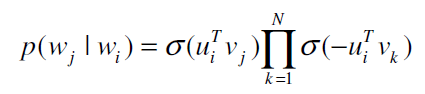 p(w_j | w_i) = σ(u_i^T v_j) ∏_{k=1}^{N} σ(−u_i^T v_k)